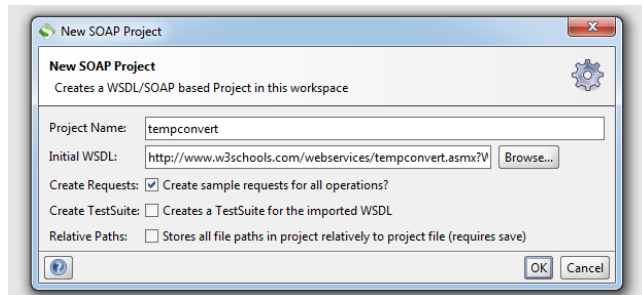 New SOAP Project
New SOAP Project
Creates a WSDL/SOAP based Project in this workspace
Project Name: tempconvert
Initial WSDL: http://www.w3schools.com/webservices/tempconvert.asmx?W Browse...
Create Requests: Create sample requests for all operations?
Create TestSuite: Creates a TestSuite for the imported WSDL
Relative Paths: Stores all file paths in project relatively to project file (requires save)
? OK Cancel